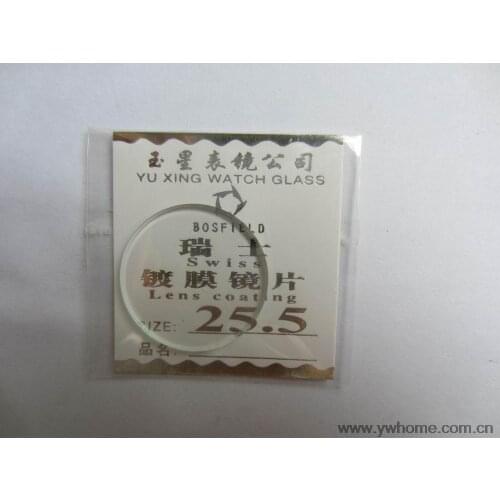 玉星表镜公司
YU XING WATCH GLASS
BOSFIELD
瑞士
Swiss
镀膜镜片
Lens coating
SIZE: 25.5
品名:
www.ywhome.com.cn